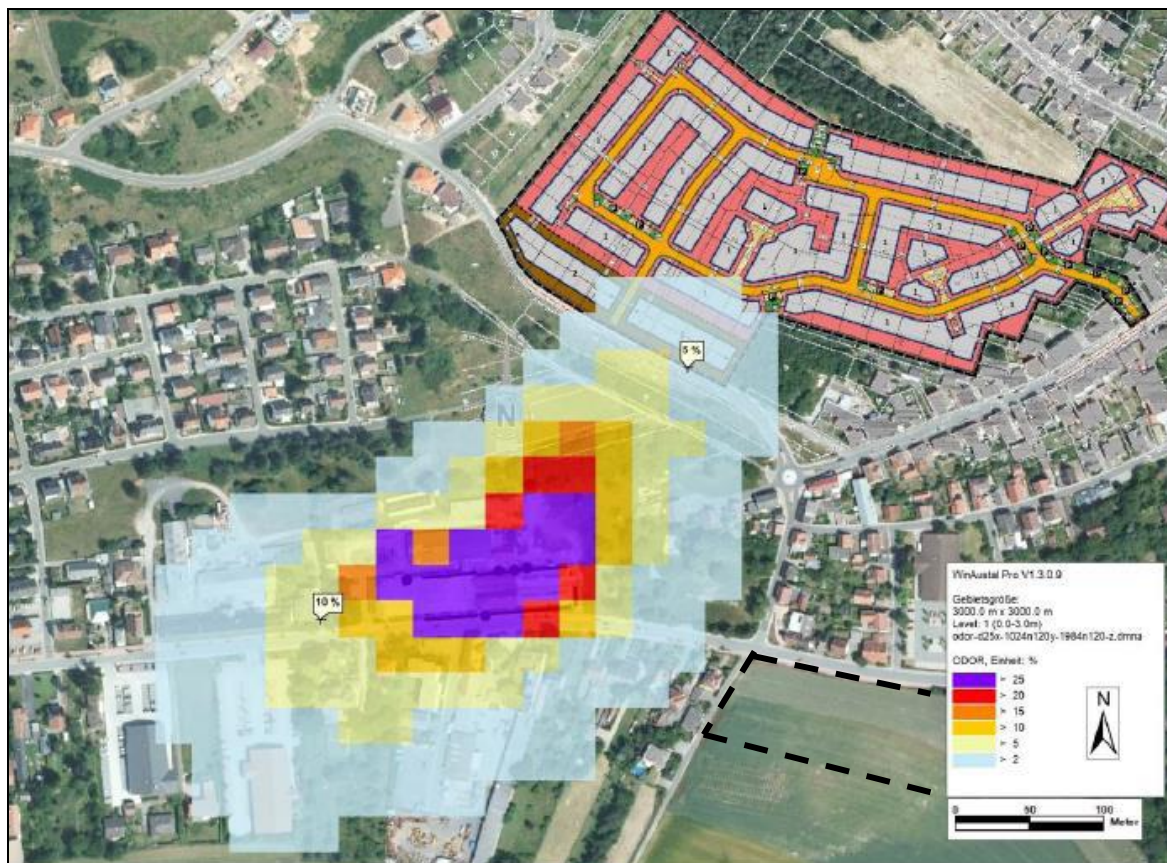 5 %
N
10 %
WinAustal Pro V1.3.0.9
Gebietsgröße:
3000.0 m x 3000.0 m
Level: 1 (0.0-3.0m)
odor-d25x-1024n120y-1984n120-z.dmna
ODOR, Einheit: %
> 25
> 20
> 15
> 10
> 5
> 2
N
0 50 100
Meter